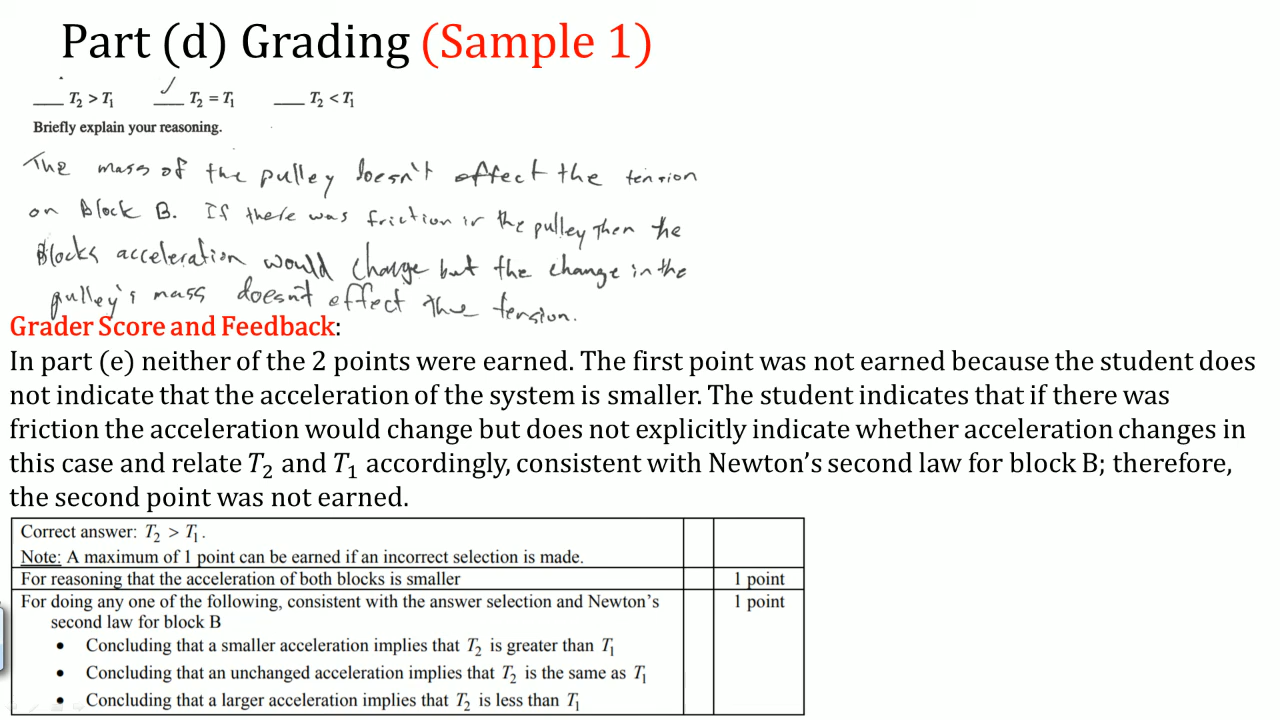 Part (d) Grading (Sample 1)
___ T₂ > T₁ ✓___ T₂ = T₁ ___ T₂ < T₁
Briefly explain your reasoning.
The mass of the pulley doesn't effect the tension
on Block B. If there was friction in the pulley then the
Blocks acceleration would change but the change in the
pulley's mass doesn't effect the tension.
Grader Score and Feedback:
In part (e) neither of the 2 points were earned. The first point was not earned because the student does
not indicate that the acceleration of the system is smaller. The student indicates that if there was
friction the acceleration would change but does not explicitly indicate whether acceleration changes in
this case and relate T₂ and T₁ accordingly, consistent with Newton's second law for block B; therefore,
the second point was not earned.
Correct answer: T₂ > T₁.
Note: A maximum of 1 point can be earned if an incorrect selection is made.
For reasoning that the acceleration of both blocks is smaller 1 point
For doing any one of the following, consistent with the answer selection and Newton's 1 point
second law for block B
• Concluding that a smaller acceleration implies that T₂ is greater than T₁
• Concluding that an unchanged acceleration implies that T₂ is the same as T₁
• Concluding that a larger acceleration implies that T₂ is less than T₁